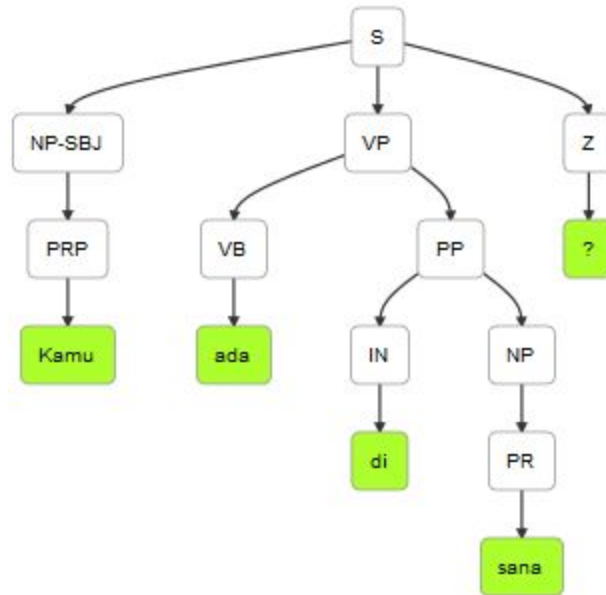 S
NP-SBJ VP Z
PRP VB PP ?
Kamu ada IN NP
di PR
sana